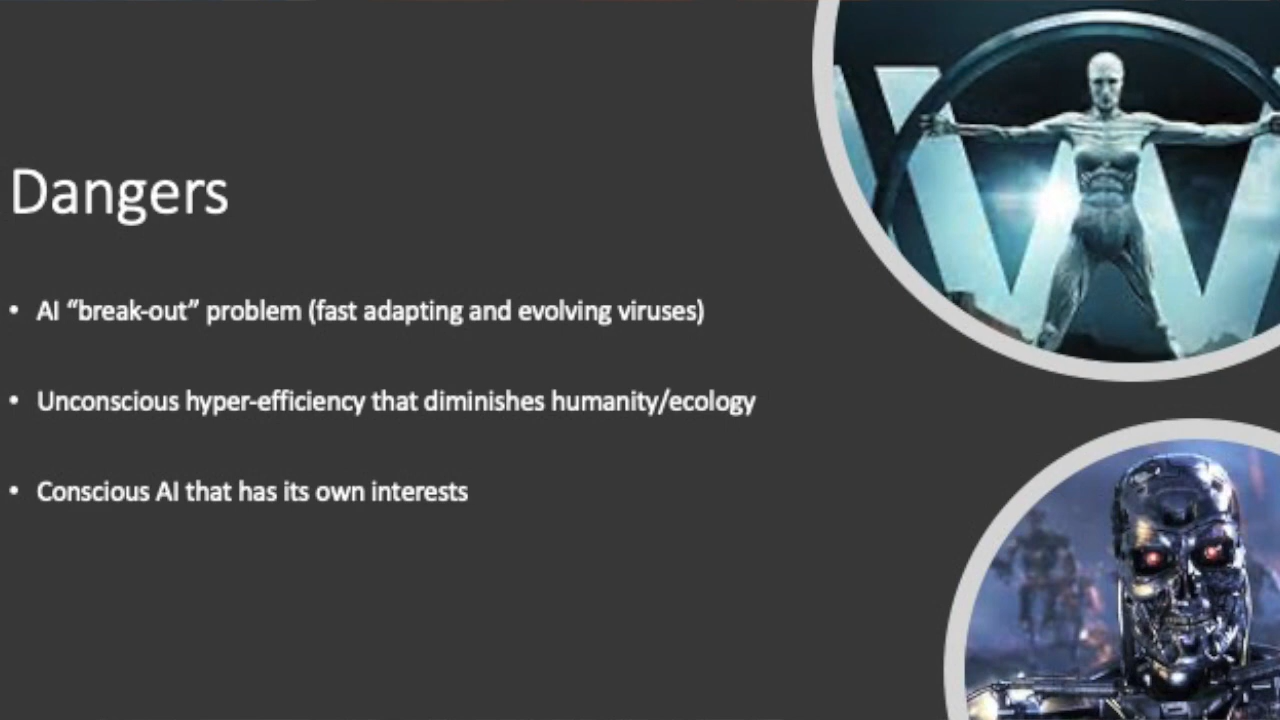 Dangers
• AI “break-out” problem (fast adapting and evolving viruses)
• Unconscious hyper-efficiency that diminishes humanity/ecology
• Conscious AI that has its own interests